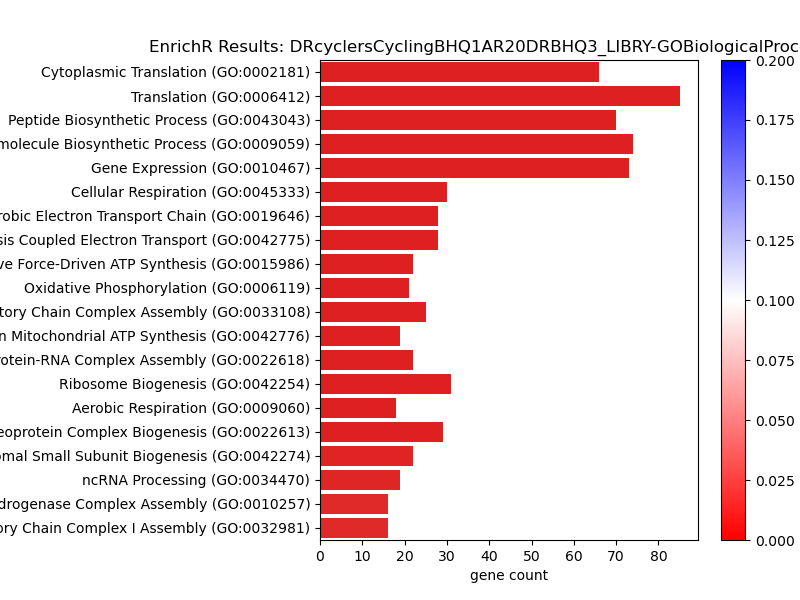 EnrichR Results: DRcyclersCyclingBHQ1AR20DRBHQ3_LIBRY-GOBiologicalProc
Cytoplasmic Translation (GO:0002181)
Translation (GO:0006412)
Peptide Biosynthetic Process (GO:0043043)
molecule Biosynthetic Process (GO:0009059)
Gene Expression (GO:0010467)
Cellular Respiration (GO:0045333)
robic Electron Transport Chain (GO:0019646)
sis Coupled Electron Transport (GO:0042775)
ve Force-Driven ATP Synthesis (GO:0015986)
Oxidative Phosphorylation (GO:0006119)
tory Chain Complex Assembly (GO:0033108)
n Mitochondrial ATP Synthesis (GO:0042776)
rotein-RNA Complex Assembly (GO:0022618)
Ribosome Biogenesis (GO:0042254)
Aerobic Respiration (GO:0009060)
eoprotein Complex Biogenesis (GO:0022613)
mal Small Subunit Biogenesis (GO:0042274)
ncRNA Processing (GO:0034470)
drogenase Complex Assembly (GO:0010257)
ory Chain Complex I Assembly (GO:0032981)
0 10 20 30 40 50 60 70 80
gene count
0.200
0.175
0.150
0.125
0.100
0.075
0.050
0.025
0.000